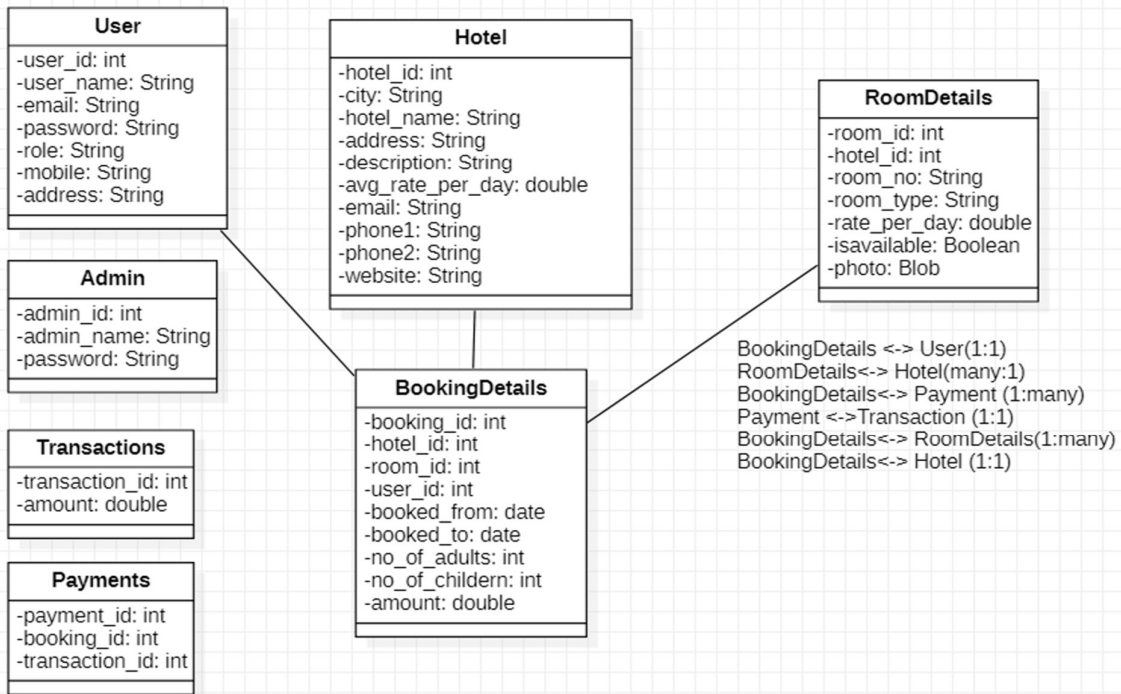 User
-user_id: int
-user_name: String
-email: String
-password: String
-role: String
-mobile: String
-address: String
Admin
-admin_id: int
-admin_name: String
-password: String
Transactions
-transaction_id: int
-amount: double
Payments
-payment_id: int
-booking_id: int
-transaction_id: int
Hotel
-hotel_id: int
-city: String
-hotel_name: String
-address: String
-description: String
-avg_rate_per_day: double
-email: String
-phone1: String
-phone2: String
-website: String
BookingDetails
-booking_id: int
-hotel_id: int
-room_id: int
-user_id: int
-booked_from: date
-booked_to: date
-no_of_adults: int
-no_of_childern: int
-amount: double
RoomDetails
-room_id: int
-hotel_id: int
-room_no: String
-room_type: String
-rate_per_day: double
-isavailable: Boolean
-photo: Blob
BookingDetails <-> User(1:1)
RoomDetails<-> Hotel(many:1)
BookingDetails<-> Payment (1:many)
Payment <->Transaction (1:1)
BookingDetails<-> RoomDetails(1:many)
BookingDetails<-> Hotel (1:1)